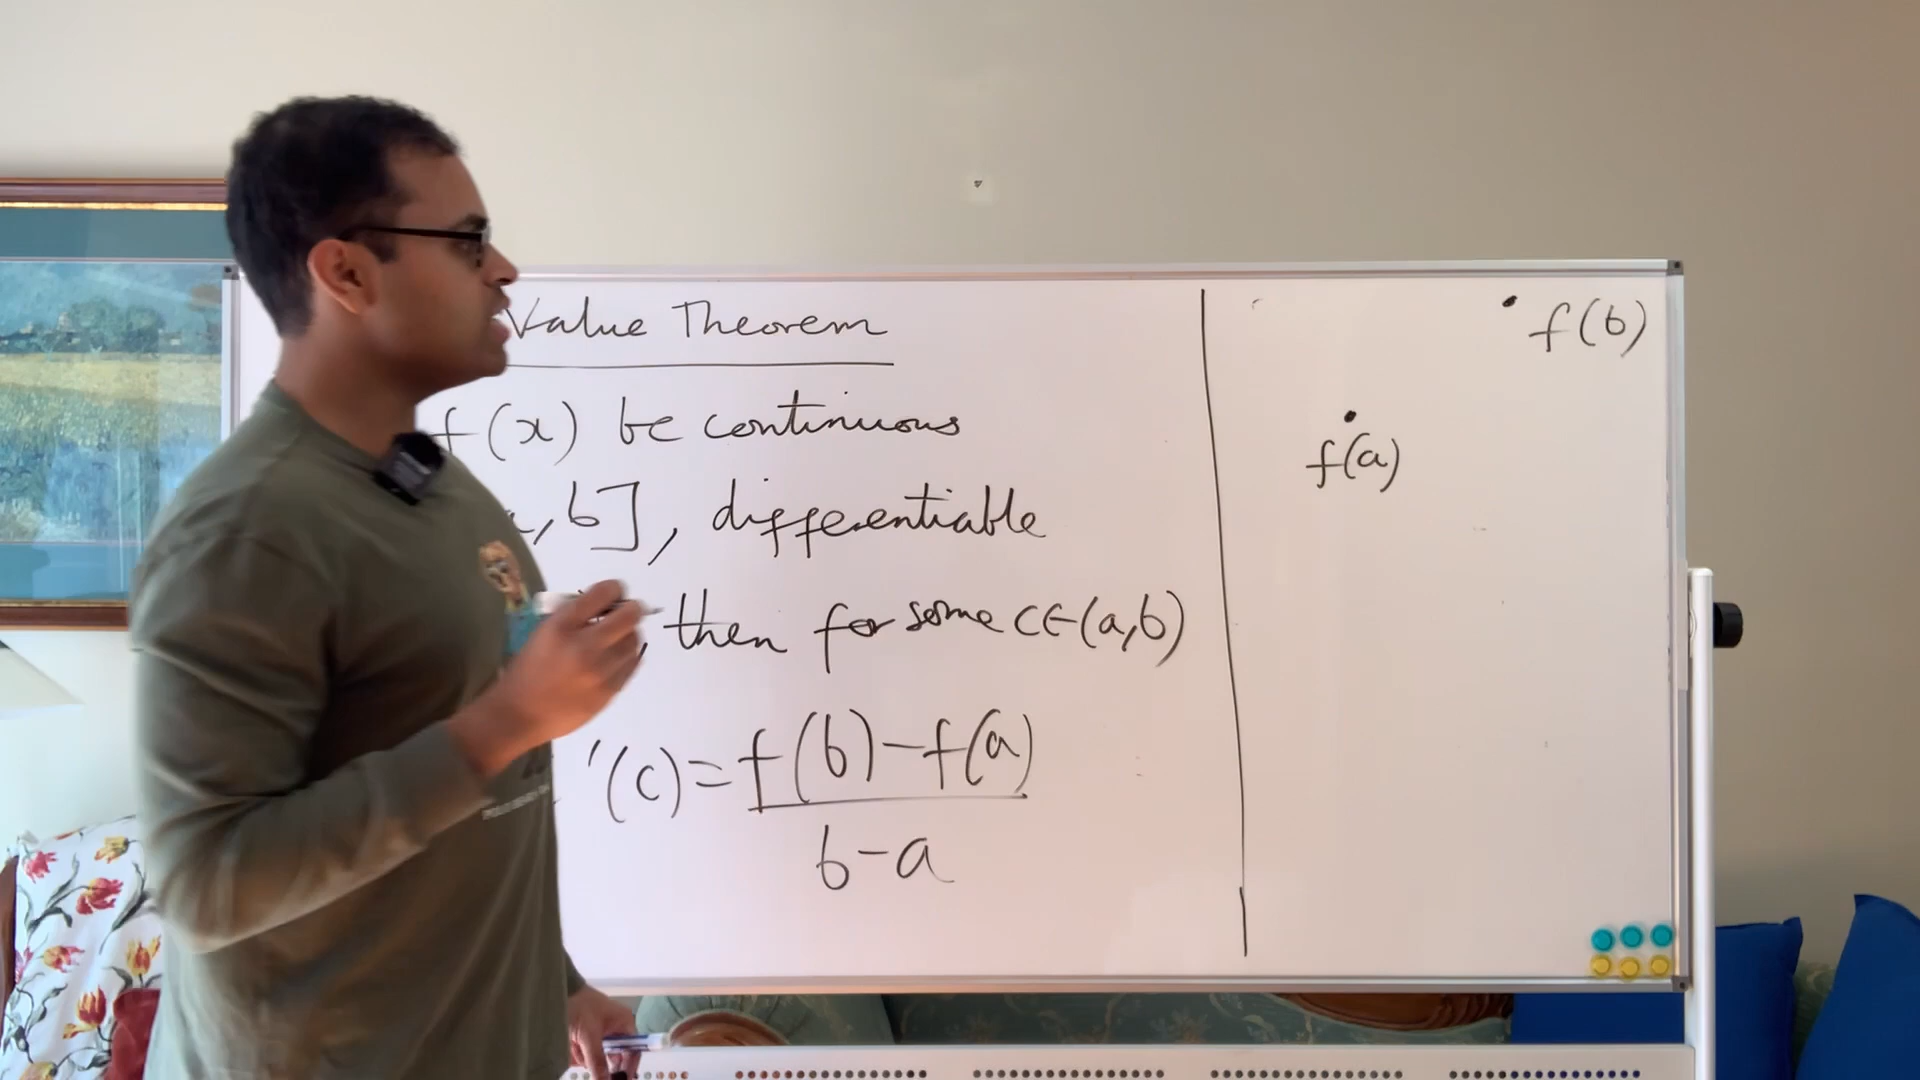 Value Theorem
f(x) be continuous
, b], differentiable
, then for some c∈(a,b)
'(c) = f(b) - f(a)
b - a
f(b)
f(a)